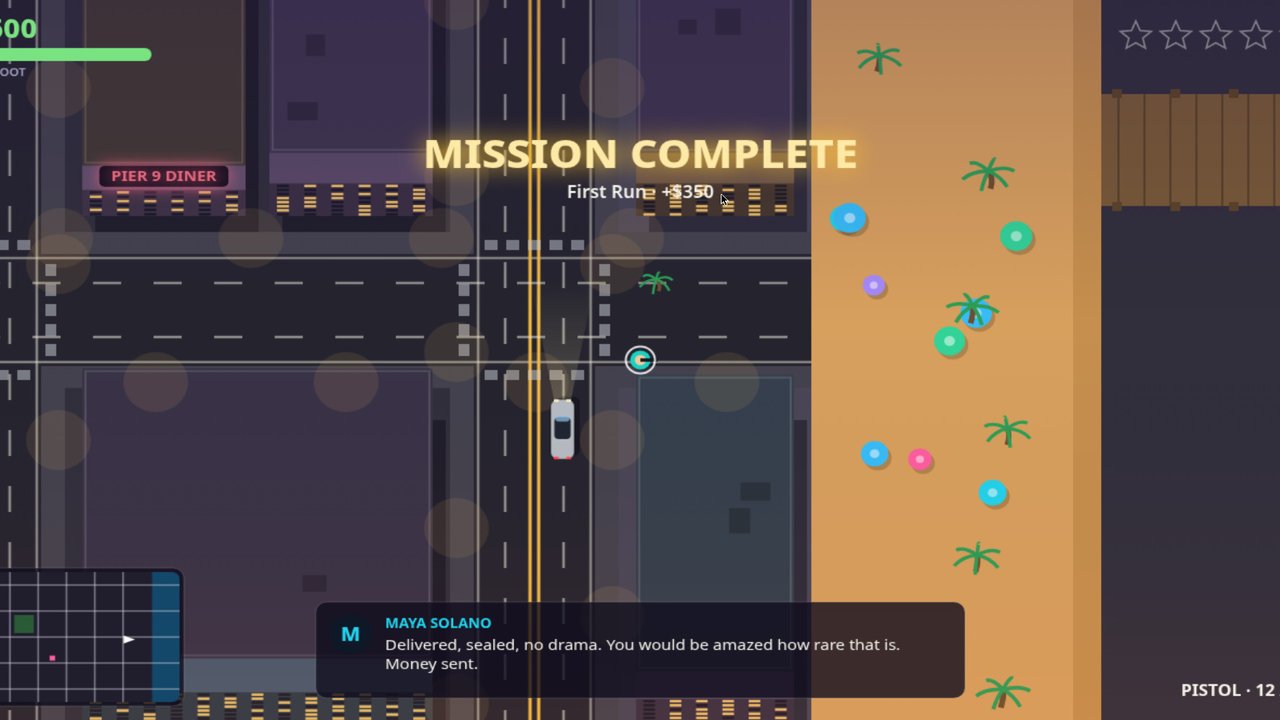 500
OOT
PIER 9 DINER
MISSION COMPLETE
First Run · +$350
M
MAYA SOLANO
Delivered, sealed, no drama. You would be amazed how rare that is.
Money sent.
PISTOL · 12